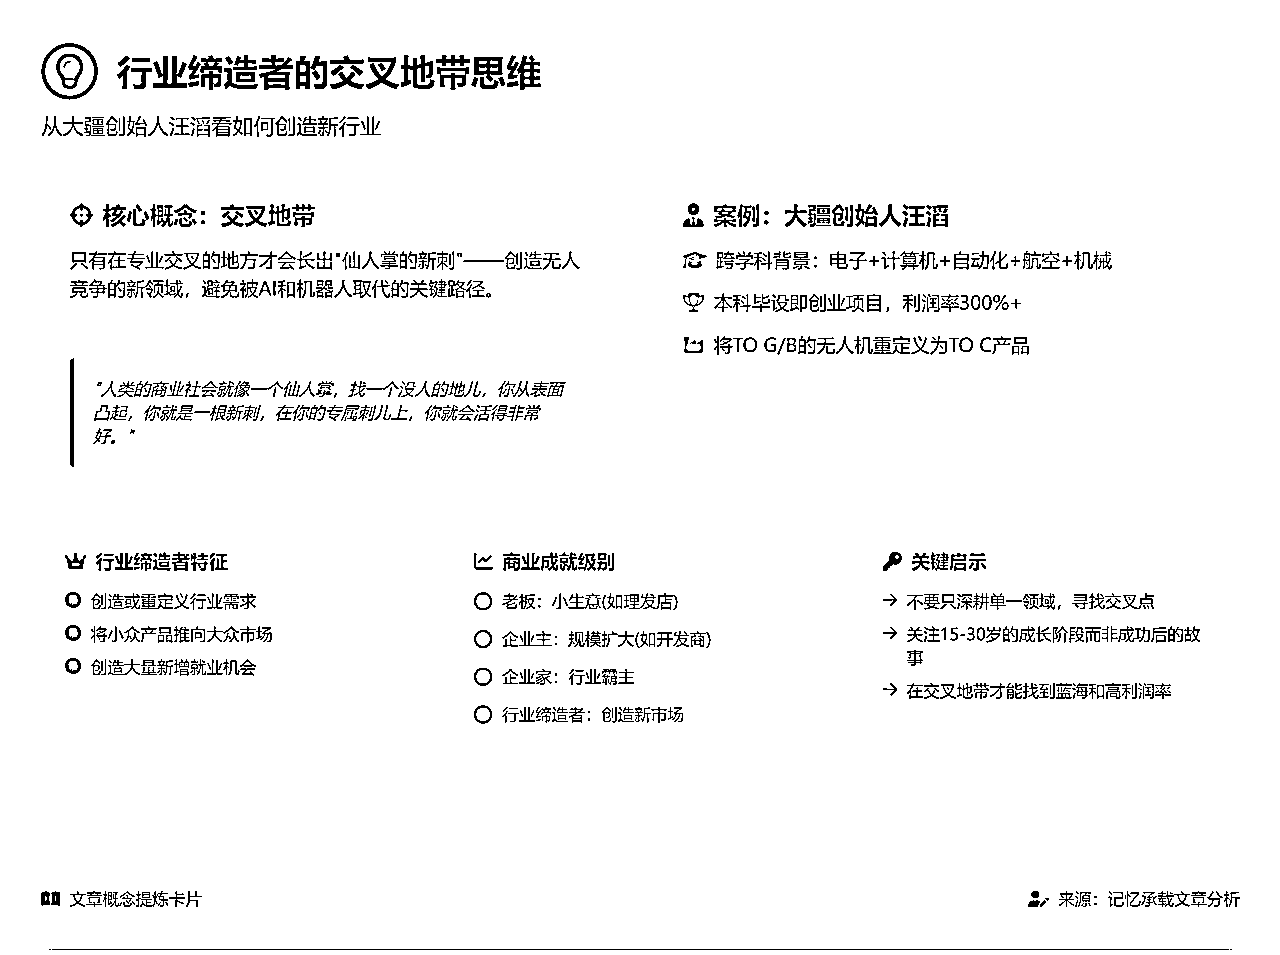 行业缔造者的交叉地带思维
从大疆创始人汪滔看如何创造新行业
核心概念：交叉地带
只有在专业交叉的地方才会长出"仙人掌的新刺"——创造无人
竞争的新领域，避免被AI和机器人取代的关键路径。
"人类的商业社会就像一个仙人掌，找一个没人的地儿，你从表面
凸起，你就是一根新刺，在你的专属刺儿上，你就会活得非常
好。"
案例：大疆创始人汪滔
跨学科背景：电子+计算机+自动化+航空+机械
本科毕设即创业项目，利润率300%+
将TO G/B的无人机重定义为TO C产品
行业缔造者特征
创造或重定义行业需求
将小众产品推向大众市场
创造大量新增就业机会
商业成就级别
老板：小生意(如理发店)
企业主：规模扩大(如开发商)
企业家：行业霸主
行业缔造者：创造新市场
关键启示
不要只深耕单一领域，寻找交叉点
关注15-30岁的成长阶段而非成功后的故
事
在交叉地带才能找到蓝海和高利润率
文章概念提炼卡片
来源：记忆承载文章分析